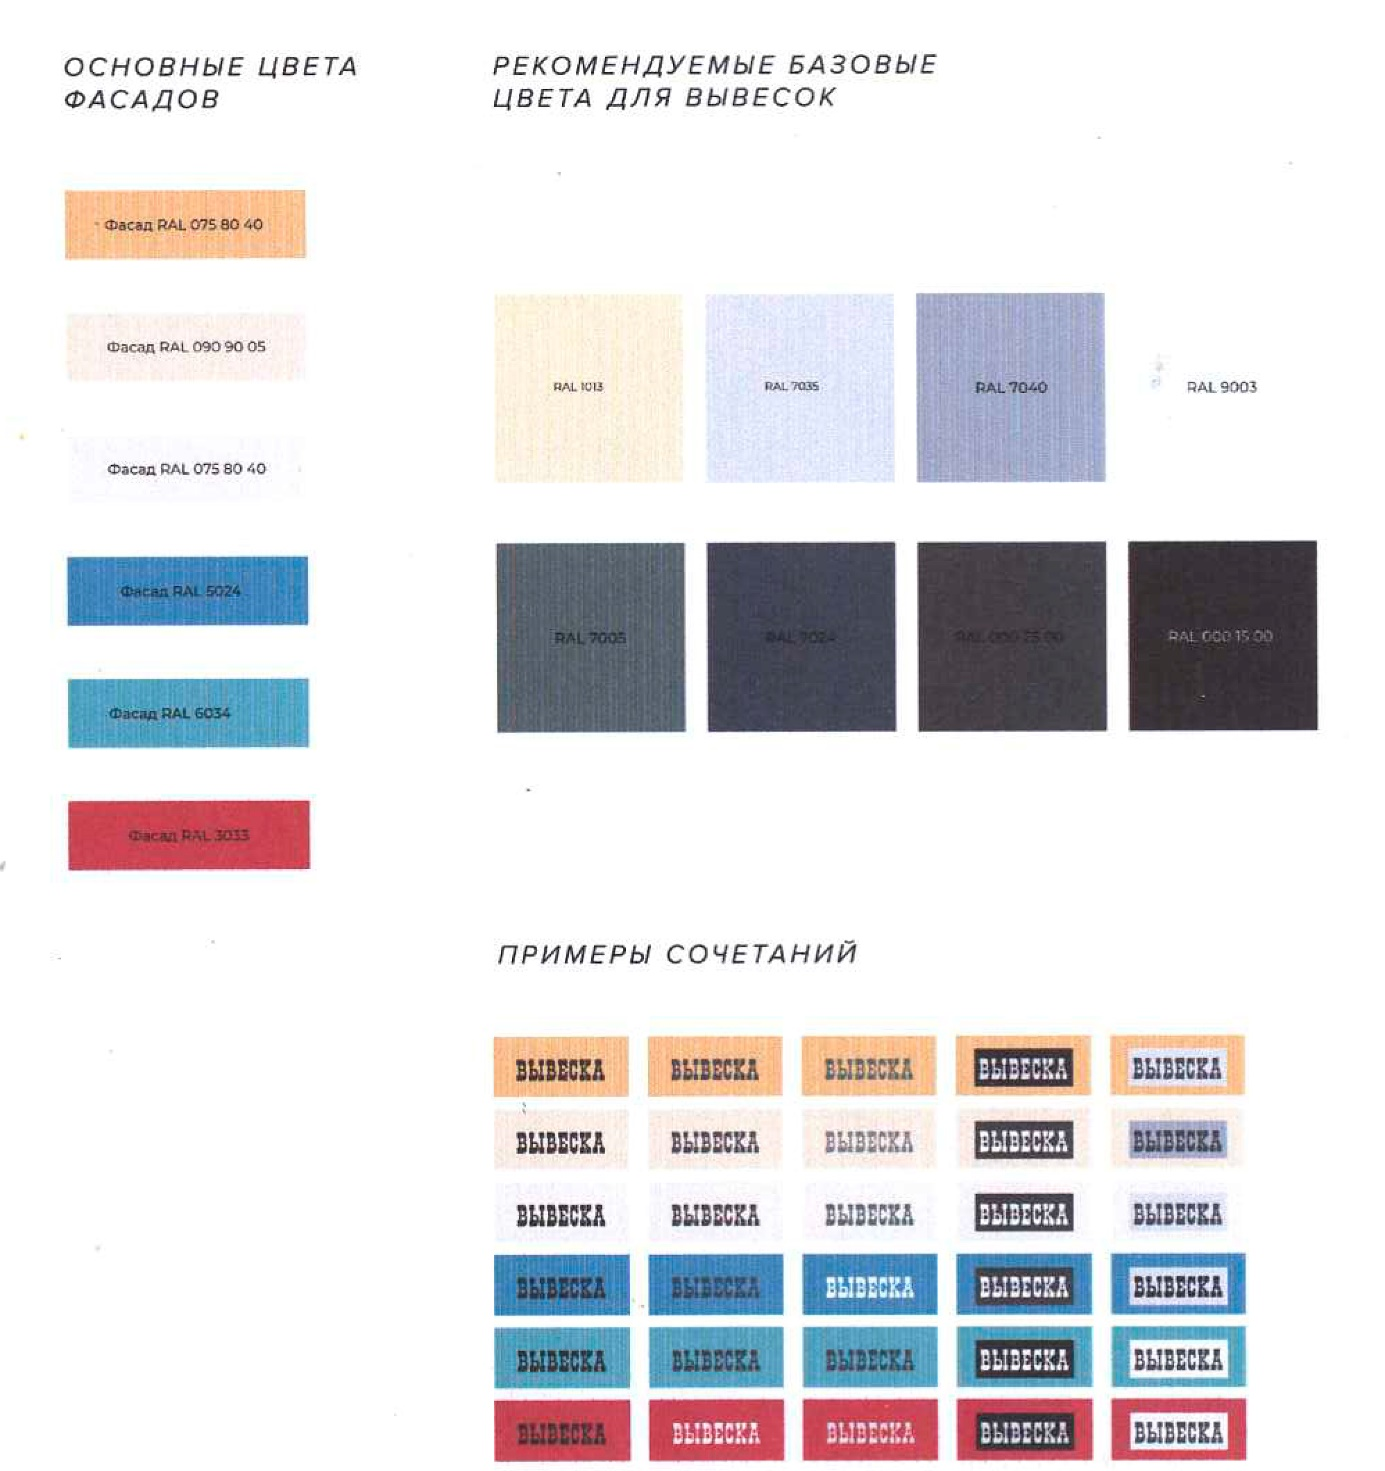 ОСНОВНЫЕ ЦВЕТА
ФАСАДОВ
РЕКОМЕНДУЕМЫЕ БАЗОВЫЕ
ЦВЕТА ДЛЯ ВЫВЕСОК
Фасад RAL 075 80 40
Фасад RAL 090 90 05
Фасад RAL 075 80 40
Фасад RAL 5024
Фасад RAL 6034
Фасад RAL 3033
RAL 1013
RAL 7035
RAL 7040
RAL 9003
RAL 7005
RAL 7024
RAL 000 25 00
RAL 000 15 00
ПРИМЕРЫ СОЧЕТАНИЙ
ВЫВЕСКА ВЫВЕСКА ВЫВЕСКА ВЫВЕСКА ВЫВЕСКА
ВЫВЕСКА ВЫВЕСКА ВЫВЕСКА ВЫВЕСКА ВЫВЕСКА
ВЫВЕСКА ВЫВЕСКА ВЫВЕСКА ВЫВЕСКА ВЫВЕСКА
ВЫВЕСКА ВЫВЕСКА ВЫВЕСКА ВЫВЕСКА ВЫВЕСКА
ВЫВЕСКА ВЫВЕСКА ВЫВЕСКА ВЫВЕСКА ВЫВЕСКА
ВЫВЕСКА ВЫВЕСКА ВЫВЕСКА ВЫВЕСКА ВЫВЕСКА